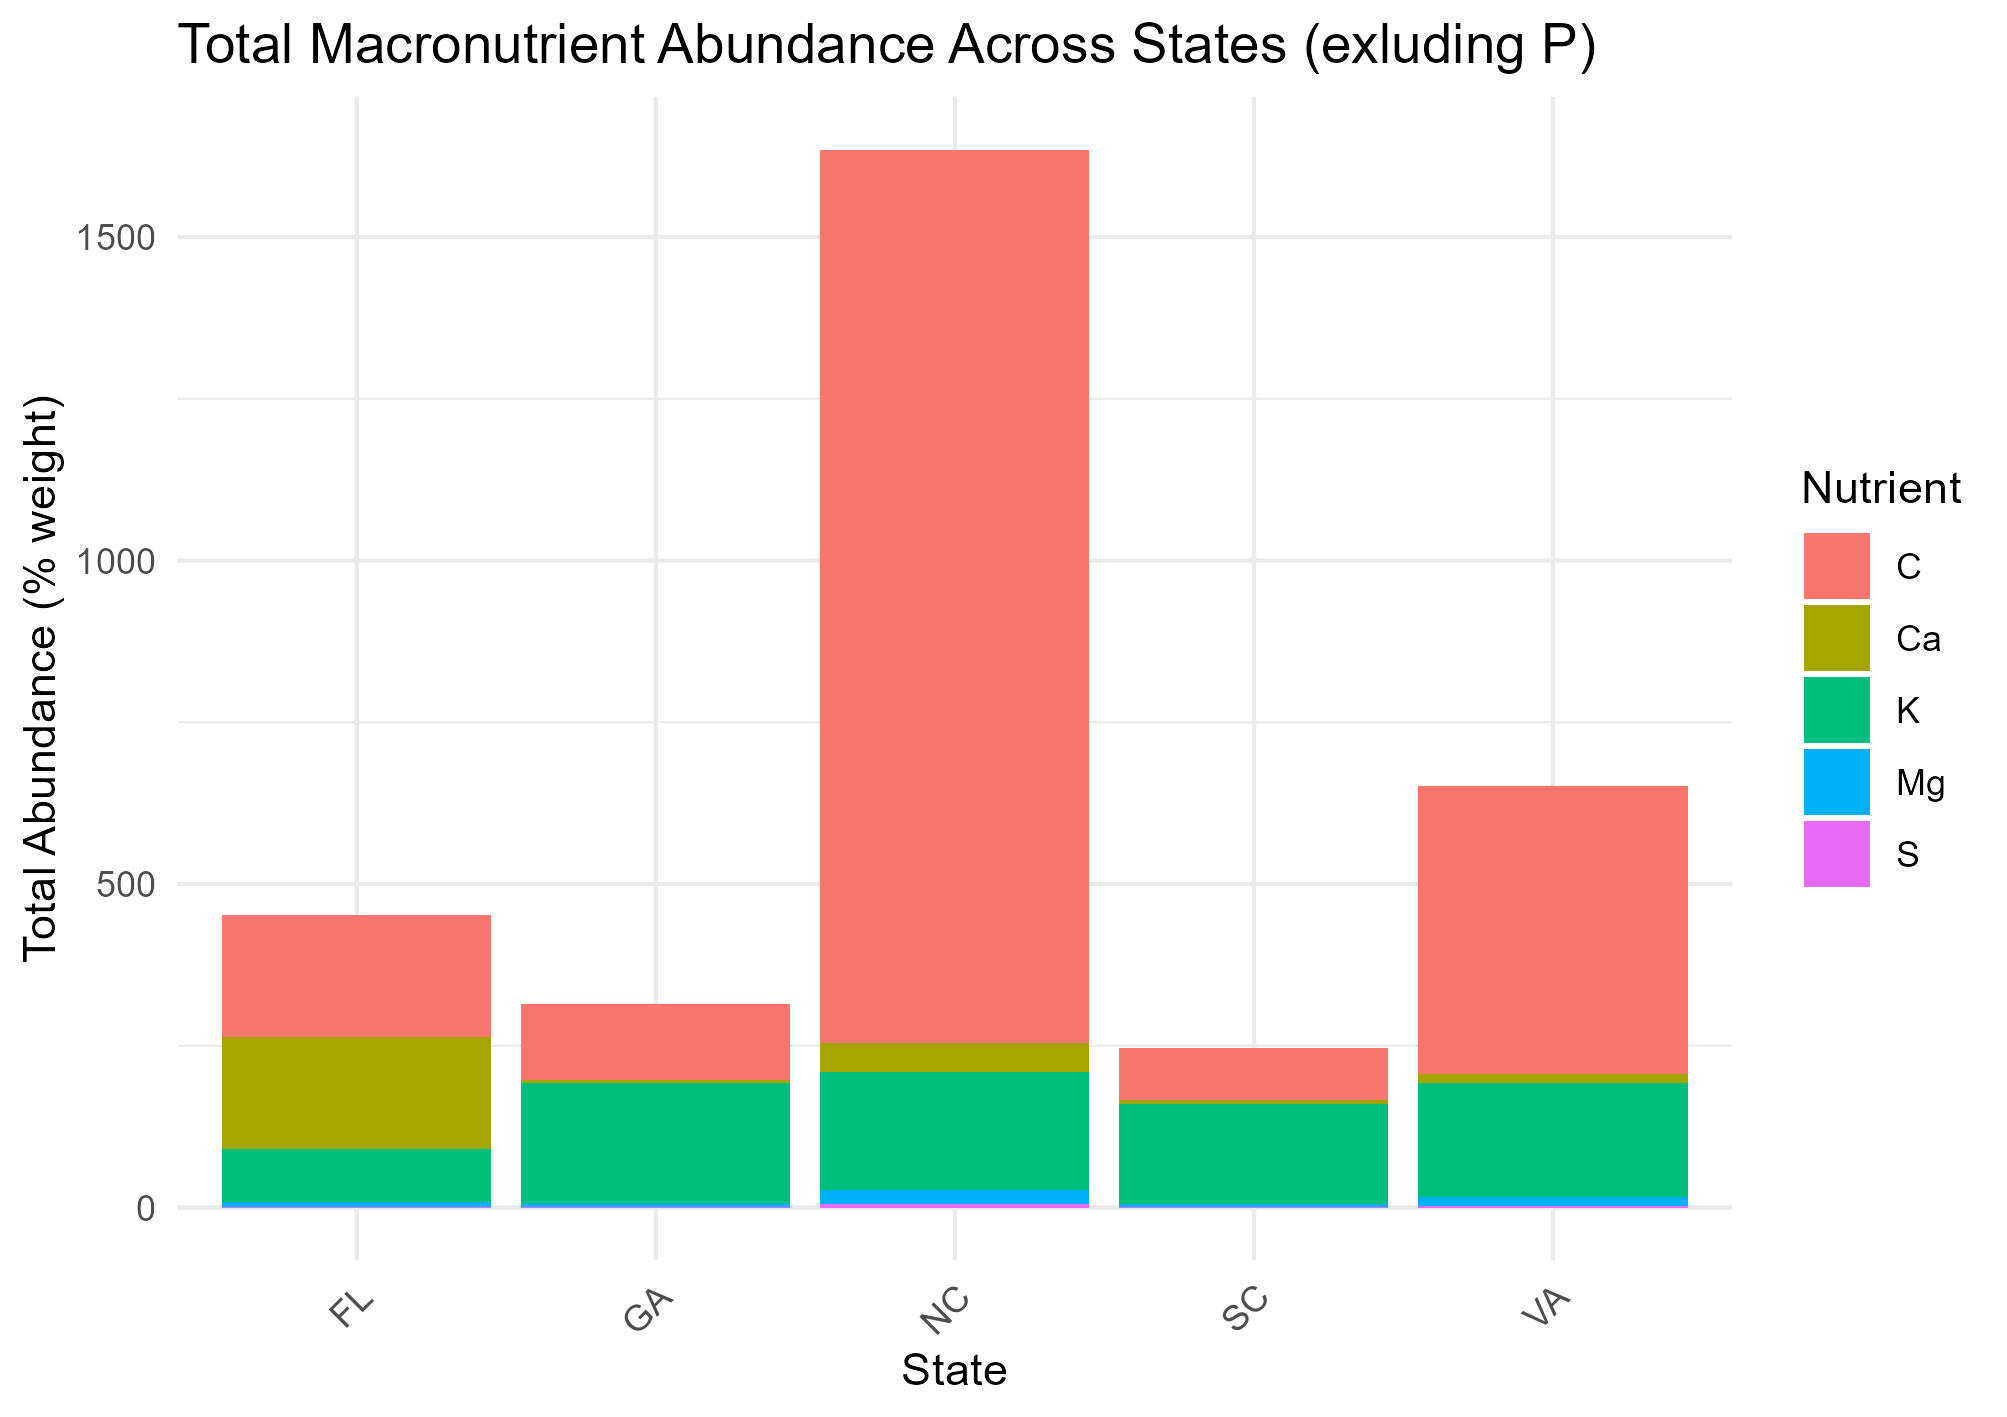 Total Macronutrient Abundance Across States (exluding P)
Total Abundance (% weight)
1500
1000
500
0
FL
GA
NC
SC
VA
State
Nutrient
C
Ca
K
Mg
S